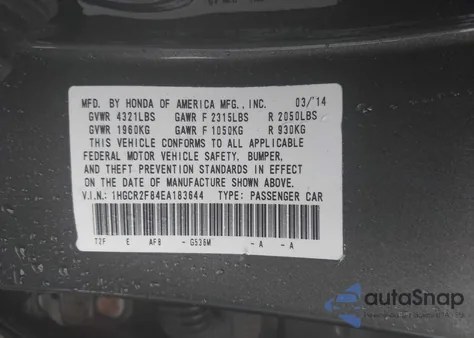 MFD. BY HONDA OF AMERICA MFG., INC. 03/'14
GVWR 4321LBS GAWR F 2315LBS R 2050LBS
GVWR 1960KG GAWR F 1050KG R 930KG
THIS VEHICLE CONFORMS TO ALL APPLICABLE
FEDERAL MOTOR VEHICLE SAFETY, BUMPER,
AND THEFT PREVENTION STANDARDS IN EFFECT
ON THE DATE OF MANUFACTURE SHOWN ABOVE.
V.I.N.: 1HGCR2F84EA183644 TYPE: PASSENGER CAR
T2F E AF8 - G536M - A - A
autoSnap